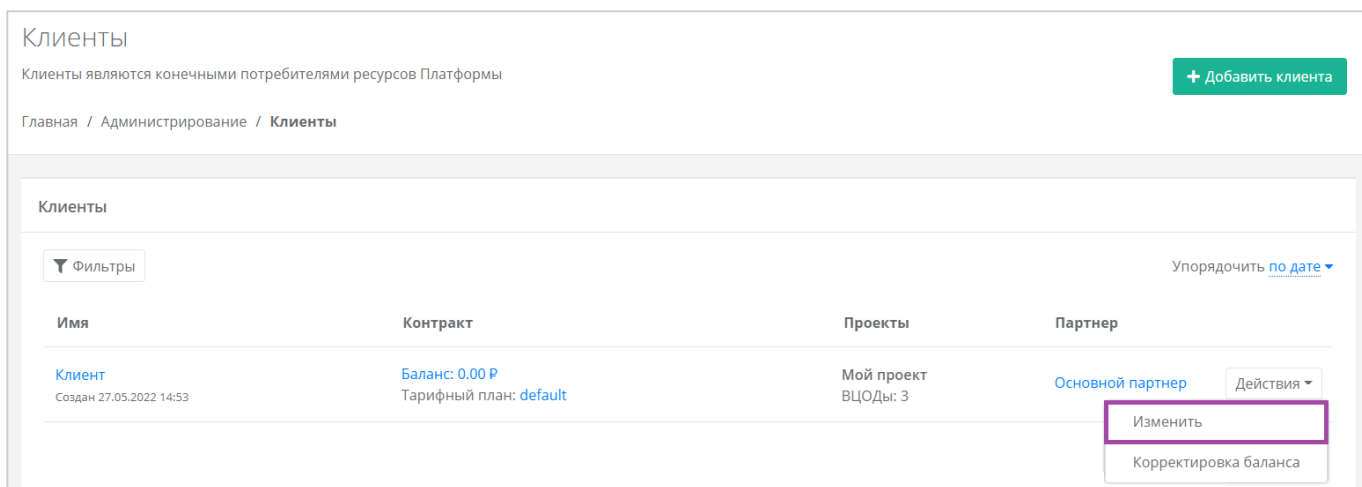 Клиенты
Клиенты являются конечными потребителями ресурсов Платформы
+ Добавить клиента
Главная / Администрирование / Клиенты
Клиенты
Фильтры
Упорядочить по дате
Имя Контракт Проекты Партнер
Клиент Баланс: 0.00 ₽ Мой проект Основной партнер Действия
Создан 27.05.2022 14:53 Тарифный план: default ВЦОДы: 3
Изменить
Корректировка баланса